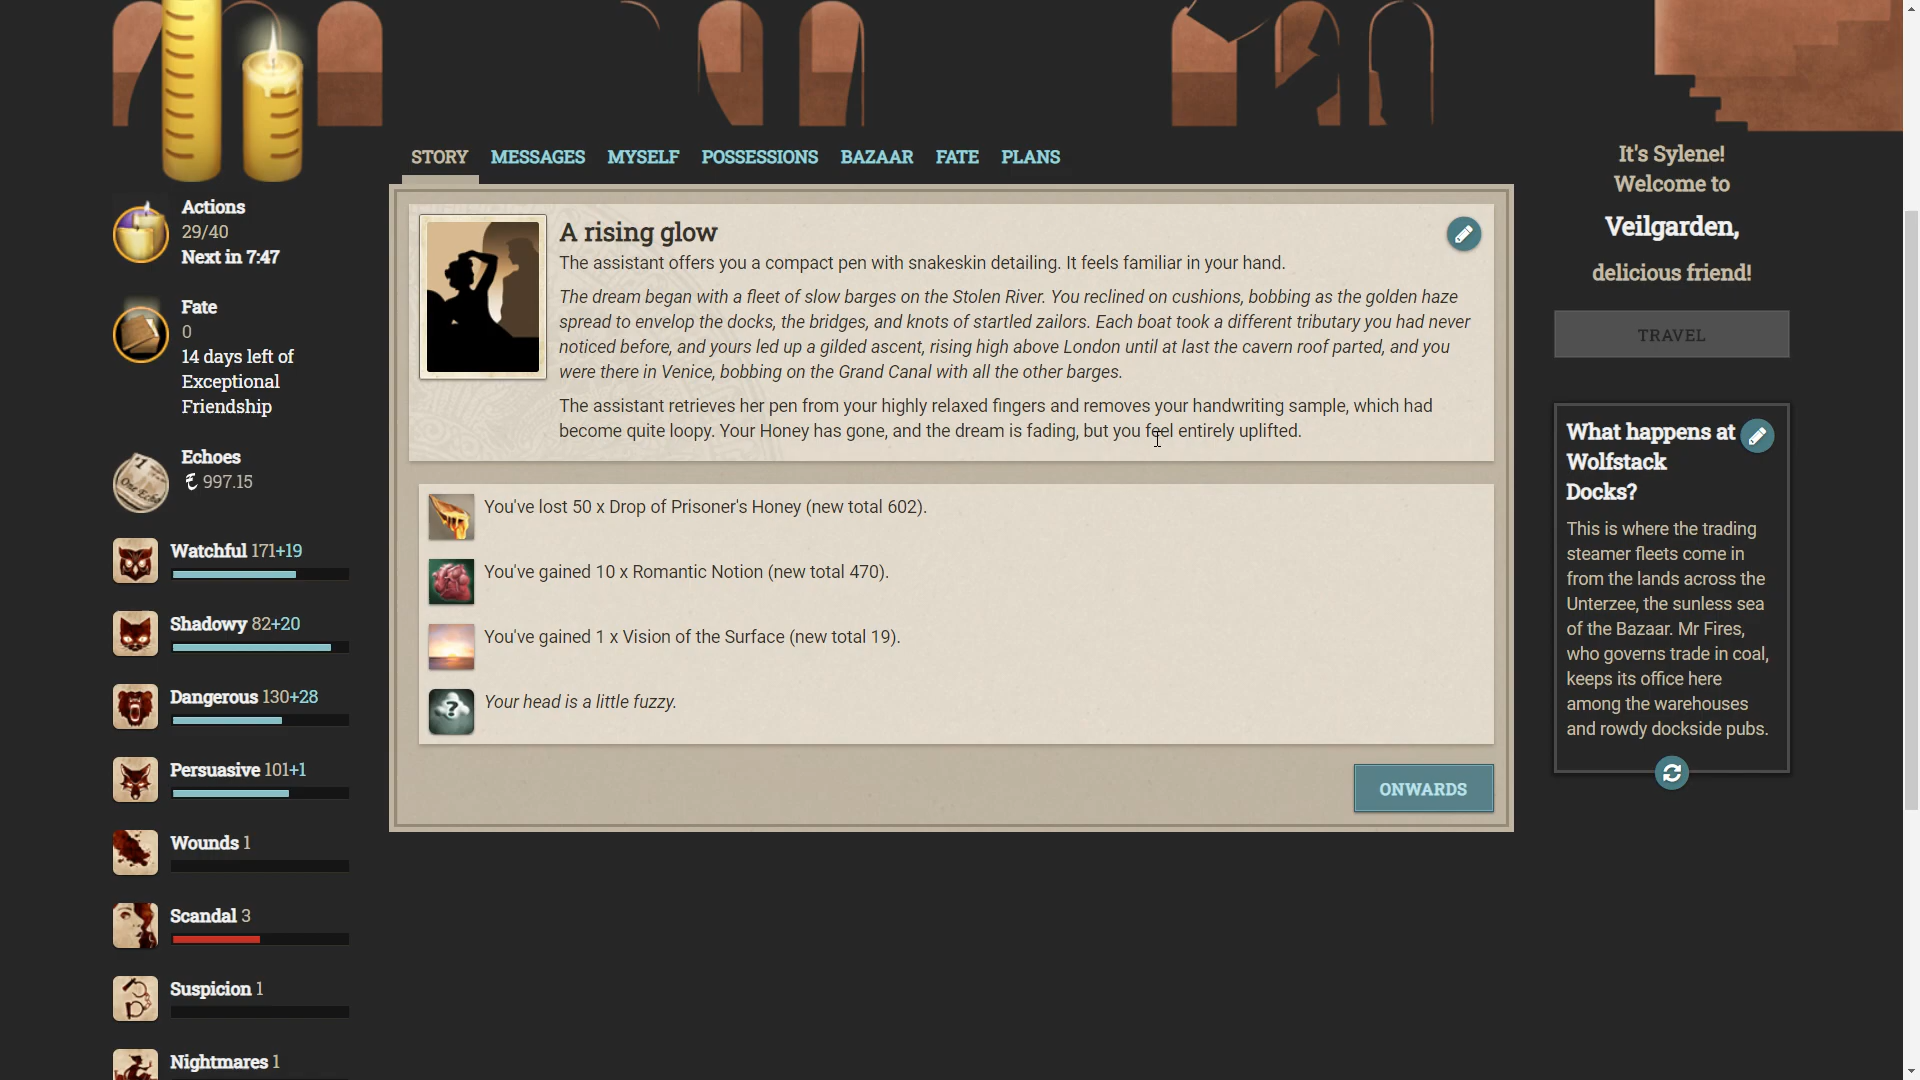 STORY MESSAGES MYSELF POSSESSIONS BAZAAR FATE PLANS
Actions
29/40
Next in 7:47
Fate
0
14 days left of
Exceptional
Friendship
Echoes
997.15
Watchful 171+19
Shadowy 82+20
Dangerous 130+28
Persuasive 101+1
Wounds 1
Scandal 3
Suspicion 1
Nightmares 1
A rising glow
The assistant offers you a compact pen with snakeskin detailing. It feels familiar in your hand.
The dream began with a fleet of slow barges on the Stolen River. You reclined on cushions, bobbing as the golden haze
spread to envelop the docks, the bridges, and knots of startled zailors. Each boat took a different tributary you had never
noticed before, and yours led up a gilded ascent, rising high above London until at last the cavern roof parted, and you
were there in Venice, bobbing on the Grand Canal with all the other barges.
The assistant retrieves her pen from your highly relaxed fingers and removes your handwriting sample, which had
become quite loopy. Your Honey has gone, and the dream is fading, but you feel entirely uplifted.
You've lost 50 x Drop of Prisoner's Honey (new total 602).
You've gained 10 x Romantic Notion (new total 470).
You've gained 1 x Vision of the Surface (new total 19).
?
Your head is a little fuzzy.
ONWARDS
It's Sylene!
Welcome to
Veilgarden,
delicious friend!
TRAVEL
What happens at
Wolfstack
Docks?
This is where the trading
steamer fleets come in
from the lands across the
Unterzee, the sunless sea
of the Bazaar. Mr Fires,
who governs trade in coal,
keeps its office here
among the warehouses
and rowdy dockside pubs.